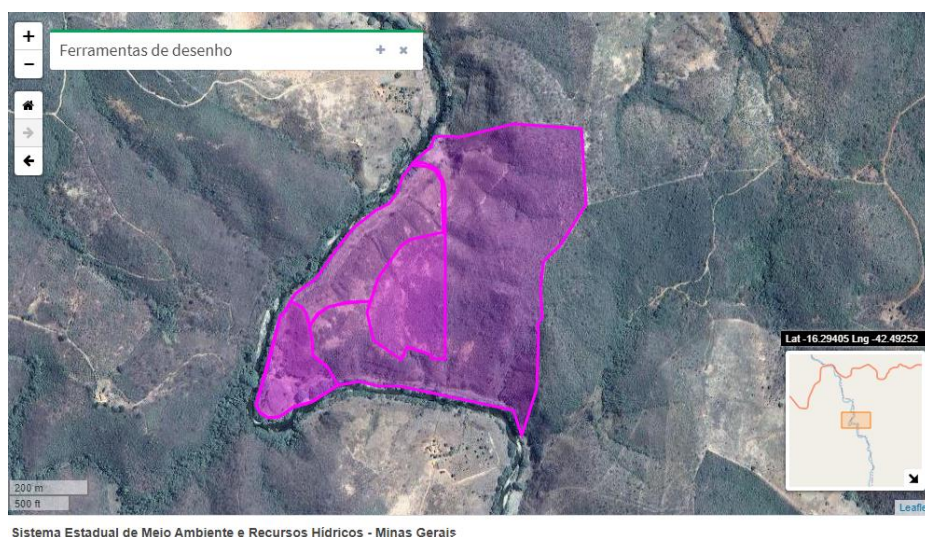 +
Ferramentas de desenho + ×
−
Lat -16.29405 Lng -42.49252
200 m
500 ft
Leafle
Sistema Estadual de Meio Ambiente e Recursos Hídricos - Minas Gerais